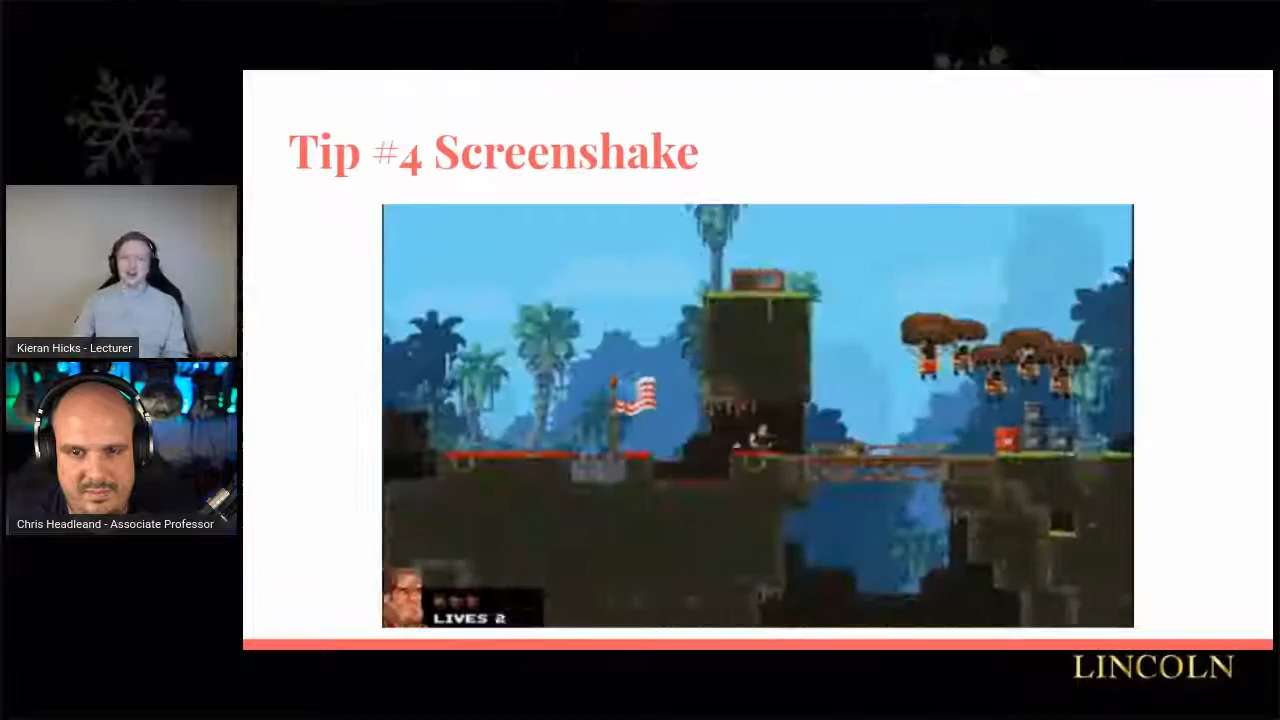 Tip #4 Screenshake
Kieran Hicks - Lecturer
Chris Headleand - Associate Professor
LIVES 2
LINCOLN